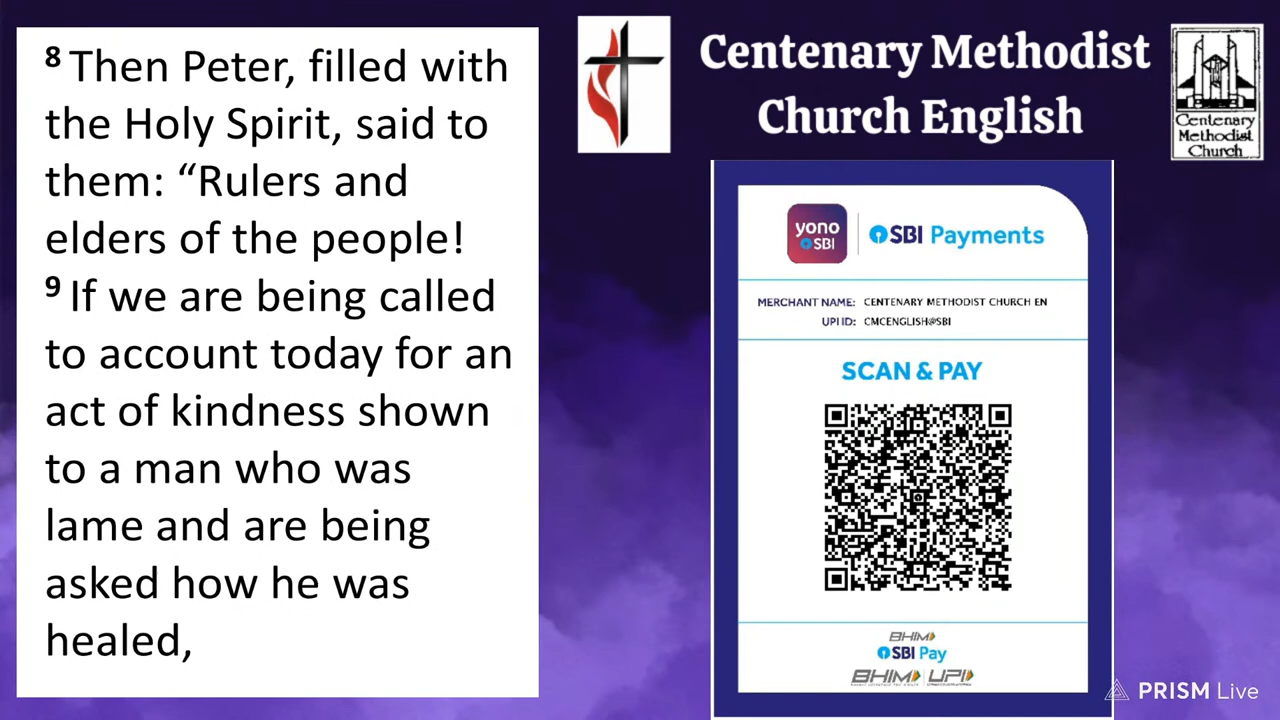 8 Then Peter, filled with
the Holy Spirit, said to
them: “Rulers and
elders of the people!
9 If we are being called
to account today for an
act of kindness shown
to a man who was
lame and are being
asked how he was
healed,
Centenary Methodist
Church English
Centenary
Methodist
Church
yono
SBI
SBI Payments
MERCHANT NAME: CENTENARY METHODIST CHURCH EN
UPI ID: CMCENGLISH@SBI
SCAN & PAY
BHIM
SBI Pay
BHIM UPI
PRISM Live